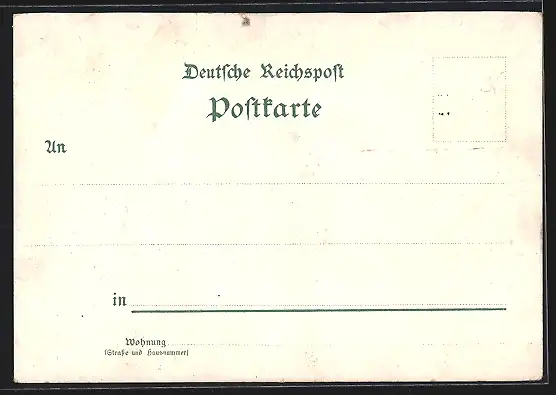 Deutſche Reichspoſt
Poſtkarte
An
in
Wohnung
(Straße und Hausnummer)